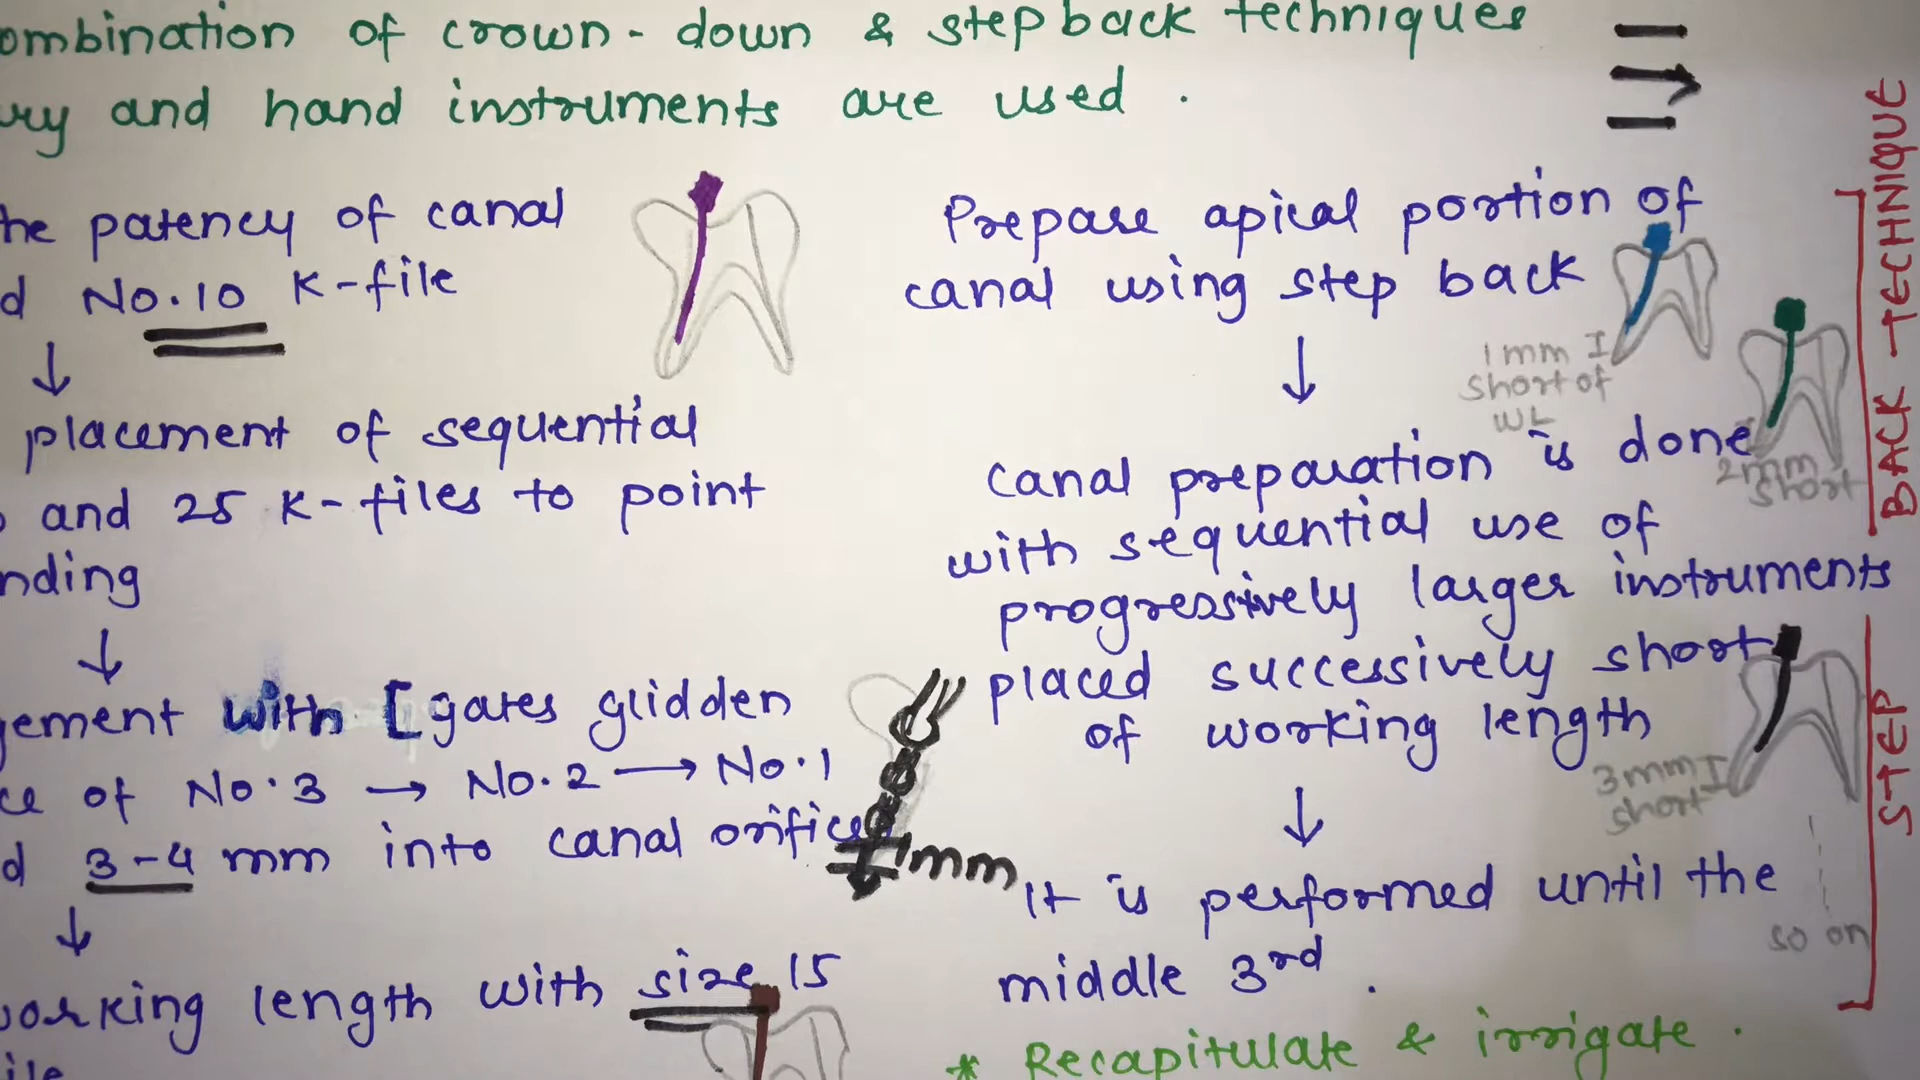 ombination of crown-down & stepback techniques
ury and hand instruments are used.
he patency of canal
d No.10 K-file
↓
placement of sequential
and 25 K-files to point
nding
↓
gement with [gates glidden
ce of No.3 → No.2 → No.1
d 3-4 mm into canal orifice
1mm
↓
working length with size 15
ile
Prepare apical portion of
canal using step back
↓
1mm
short of
WL
2mm
short
canal preparation is done
with sequential use of
progressively larger instruments
placed successively short
of working length
3mm
short
↓
It is performed until the
middle 3rd.
so on
* Recapitulate & irrigate.
STEP BACK -TECHNIQUE